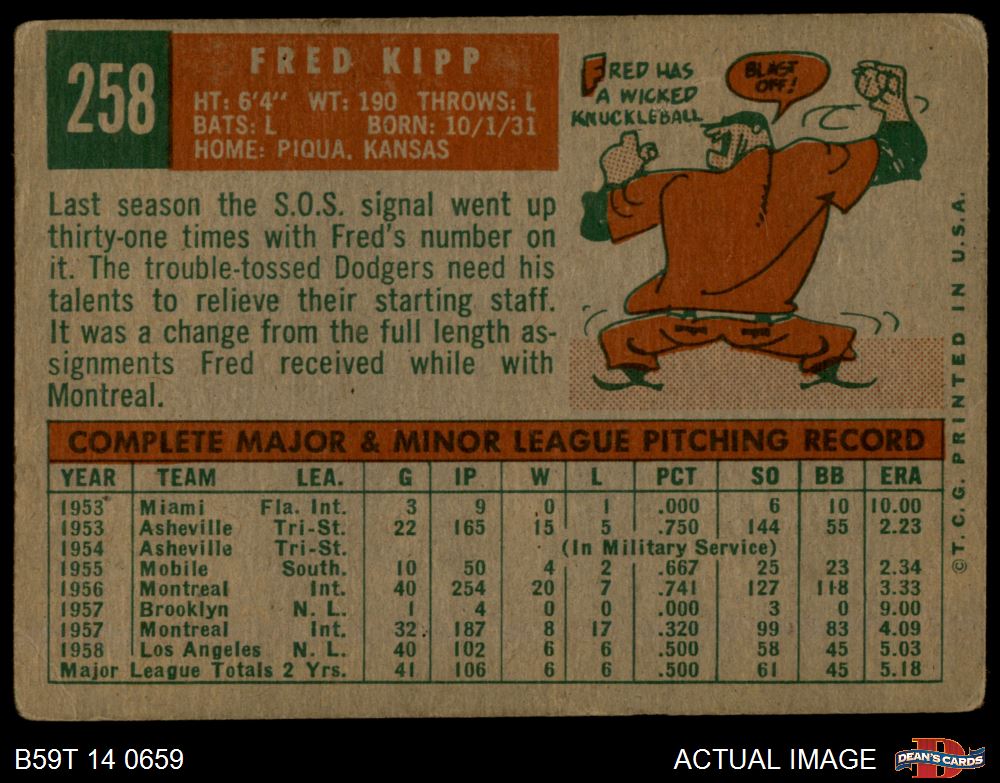 258
FRED KIPP
HT: 6'4" WT: 190 THROWS: L
BATS: L BORN: 10/1/31
HOME: PIQUA, KANSAS
FRED HAS
A WICKED
KNUCKLEBALL
BLAST
OFF!
Last season the S.O.S. signal went up
thirty-one times with Fred's number on
it. The trouble-tossed Dodgers need his
talents to relieve their starting staff.
It was a change from the full length as-
signments Fred received while with
Montreal.
COMPLETE MAJOR & MINOR LEAGUE PITCHING RECORD
YEAR TEAM LEA. G IP W L PCT SO BB ERA
1953 Miami Fla. Int. 3 9 0 1 .000 6 10 10.00
1953 Asheville Tri-St. 22 165 15 5 .750 144 55 2.23
1954 Asheville Tri-St. (In Military Service)
1955 Mobile South. 10 50 4 2 .667 25 23 2.34
1956 Montreal Int. 40 254 20 7 .741 127 118 3.33
1957 Brooklyn N. L. 1 4 0 0 .000 3 0 9.00
1957 Montreal Int. 32 187 8 17 .320 99 83 4.09
1958 Los Angeles N. L. 40 102 6 6 .500 58 45 5.03
Major League Totals 2 Yrs. 41 106 6 6 .500 61 45 5.18
© T. C. G. PRINTED IN U.S.A.
B59T 14 0659
ACTUAL IMAGE
DEAN'S CARDS